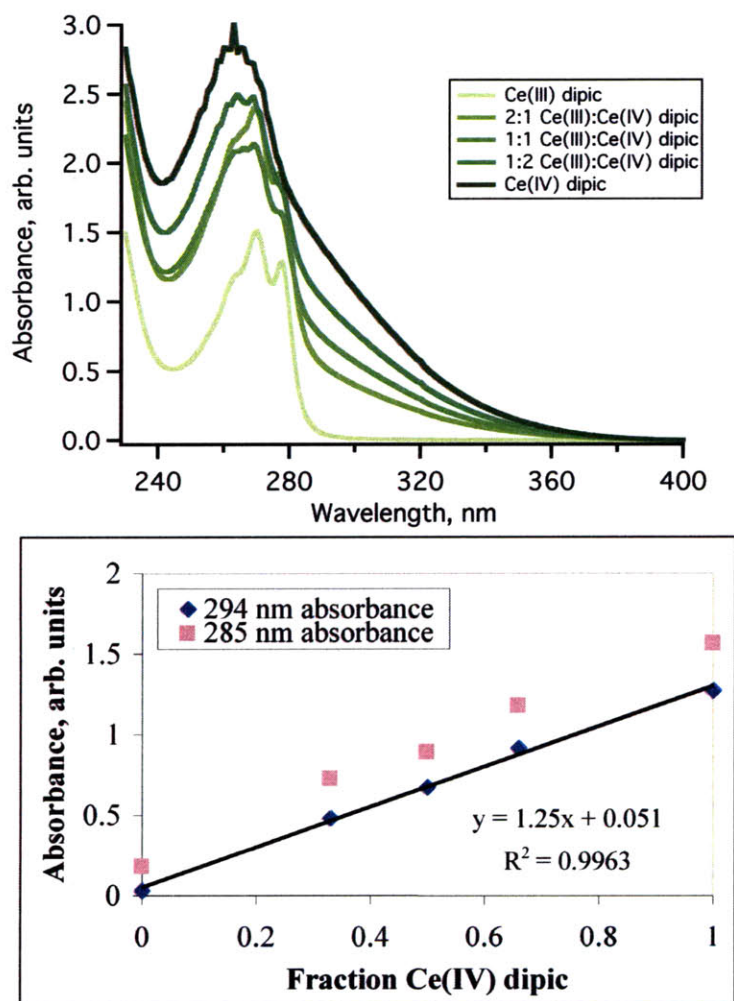 3.0
2.5
2.0
1.5
1.0
0.5
0.0
Absorbance, arb. units
Ce(III) dipic
2:1 Ce(III):Ce(IV) dipic
1:1 Ce(III):Ce(IV) dipic
1:2 Ce(III):Ce(IV) dipic
Ce(IV) dipic
240 280 320 360 400
Wavelength, nm
2
1.5
1
0.5
0
Absorbance, arb. units
294 nm absorbance
285 nm absorbance
y = 1.25x + 0.051
R² = 0.9963
0 0.2 0.4 0.6 0.8 1
Fraction Ce(IV) dipic